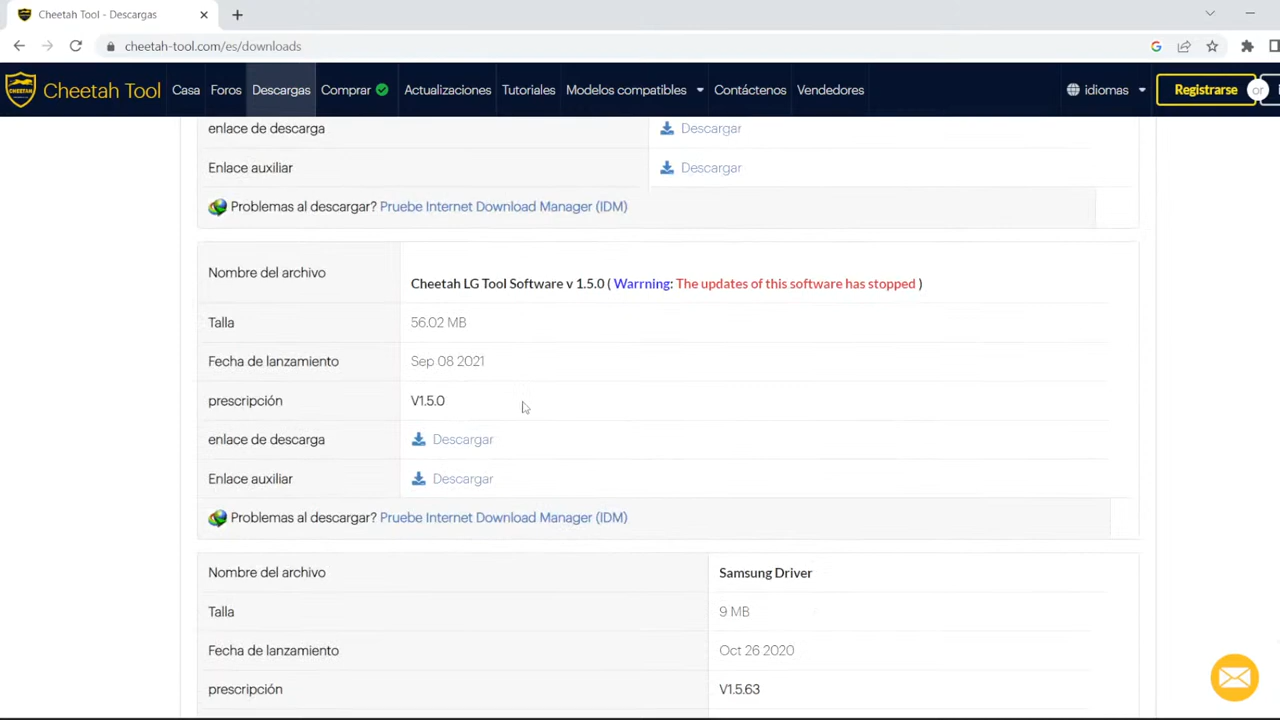 Cheetah Tool - Descargas
cheetah-tool.com/es/downloads
CHEETAH
Cheetah Tool Casa Foros Descargas Comprar Actualizaciones Tutoriales Modelos compatibles Contáctenos Vendedores idiomas Registrarse or
enlace de descarga Descargar
Enlace auxiliar Descargar
Problemas al descargar? Pruebe Internet Download Manager (IDM)
Nombre del archivo Cheetah LG Tool Software v 1.5.0 ( Warrning: The updates of this software has stopped )
Talla 56.02 MB
Fecha de lanzamiento Sep 08 2021
prescripción V1.5.0
enlace de descarga Descargar
Enlace auxiliar Descargar
Problemas al descargar? Pruebe Internet Download Manager (IDM)
Nombre del archivo Samsung Driver
Talla 9 MB
Fecha de lanzamiento Oct 26 2020
prescripción V1.5.63